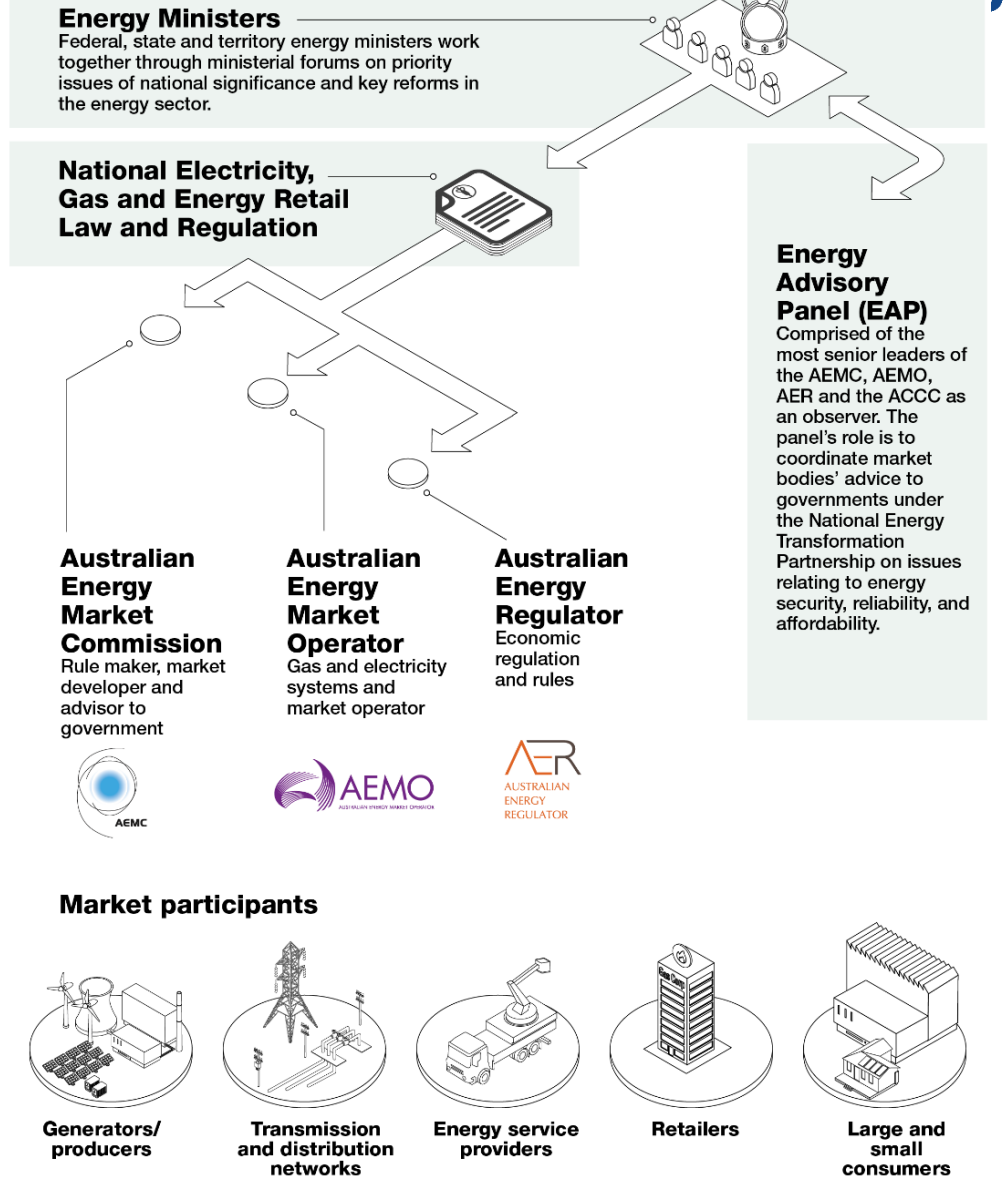 Energy Ministers
Federal, state and territory energy ministers work
together through ministerial forums on priority
issues of national significance and key reforms in
the energy sector.
National Electricity,
Gas and Energy Retail
Law and Regulation
Energy
Advisory
Panel (EAP)
Comprised of the
most senior leaders of
the AEMC, AEMO,
AER and the ACCC as
an observer. The
panel’s role is to
coordinate market
bodies’ advice to
governments under
the National Energy
Transformation
Partnership on issues
relating to energy
security, reliability, and
affordability.
Australian
Energy
Market
Commission
Rule maker, market
developer and
advisor to
government
AEMC
Australian
Energy
Market
Operator
Gas and electricity
systems and
market operator
AEMO
AUSTRALIAN ENERGY MARKET OPERATOR
Australian
Energy
Regulator
Economic
regulation
and rules
AER
AUSTRALIAN
ENERGY
REGULATOR
Market participants
Gas Corp
Generators/
producers
Transmission
and distribution
networks
Energy service
providers
Retailers
Large and
small
consumers